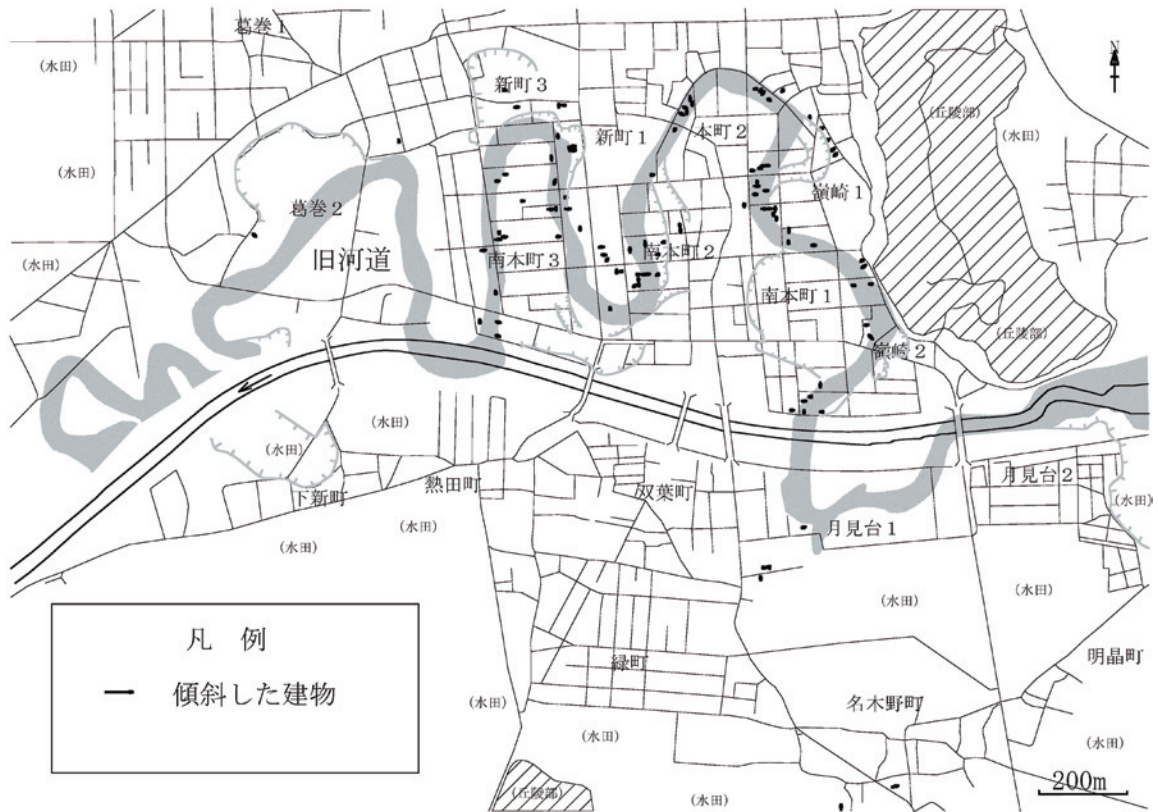 葛巻1
(水田)
N
新町3
(丘陵部)
(水田)
新町1
本町2
(水田)
葛巻2
嶺崎1
旧河道
南本町3
南本町2
(水田)
南本町1
(丘陵部)
嶺崎2
(水田)
(水田)
下新町
熱田町
双葉町
月見台2
(水田)
(水田)
(水田)
月見台1
(水田)
(水田)
凡 例
傾斜した建物
緑町
明晶町
(水田)
名木野町
(水田)
(水田)
200m
(丘陵部)
(水田)